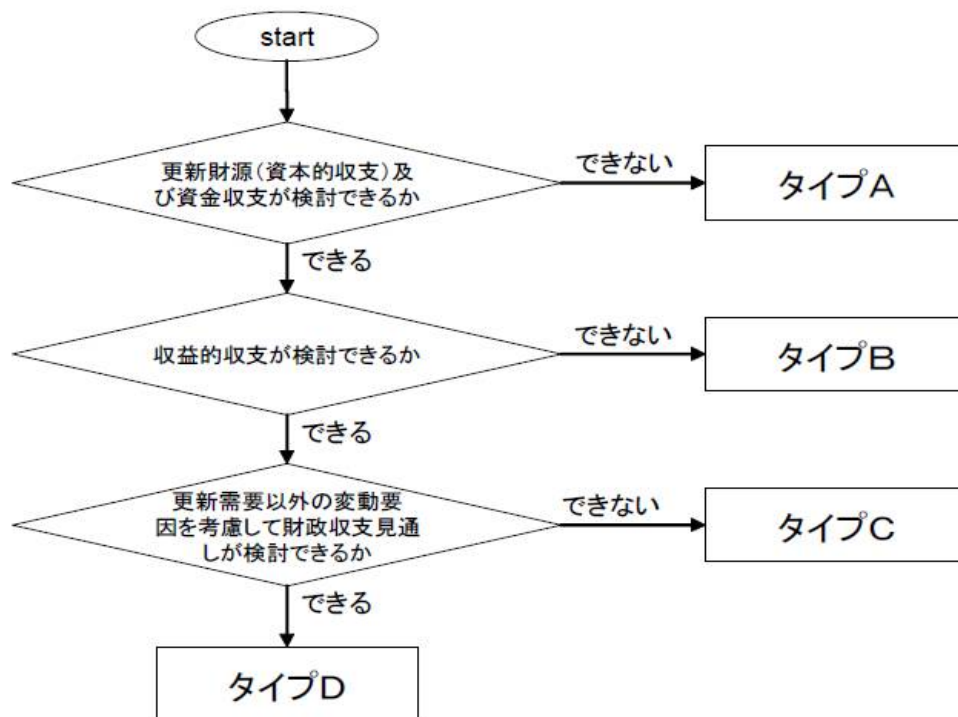 start
更新財源(資本的収支)及
び資金収支が検討できるか
できない
タイプA
できる
収益的収支が検討できるか
できない
タイプB
できる
更新需要以外の変動要
因を考慮して財政収支見通
しが検討できるか
できない
タイプC
できる
タイプD